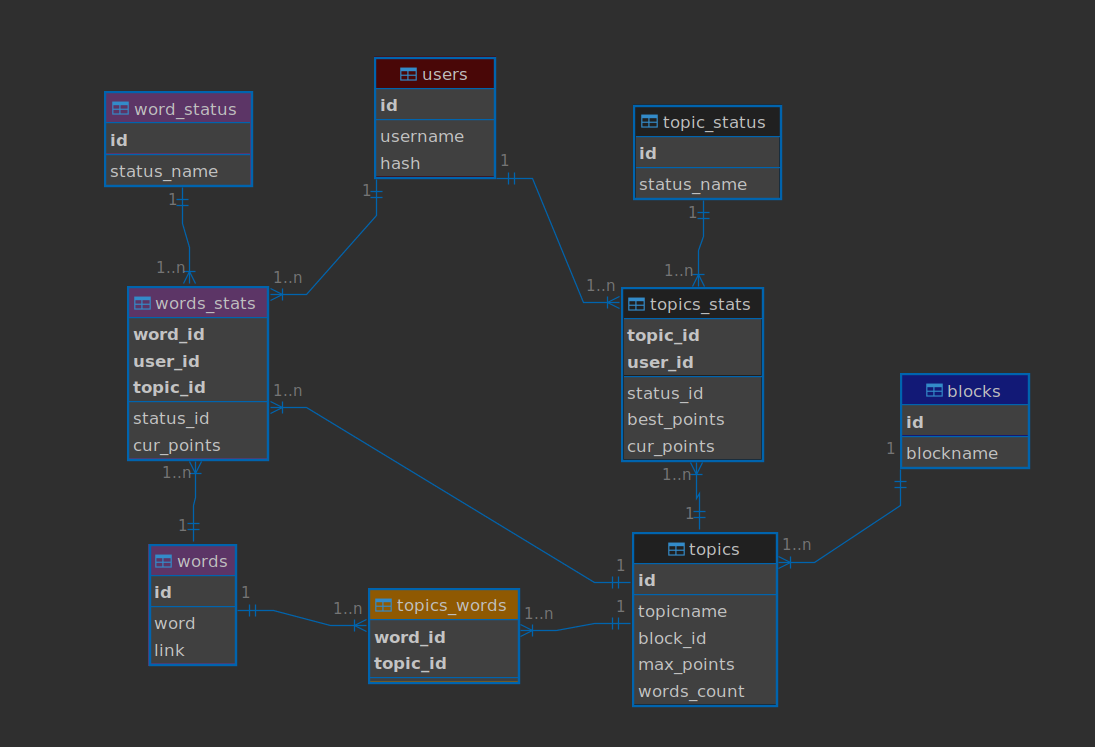 users
id
username
hash
word_status
id
status_name
topic_status
id
status_name
1
1
1
1
1..n
1..n
1..n
1..n
words_stats
word_id
user_id
topic_id
status_id
cur_points
topics_stats
topic_id
user_id
status_id
best_points
cur_points
blocks
id
blockname
1..n
1
1..n
1..n
1
1
words
id
word
link
topics
id
topicname
block_id
max_points
words_count
1..n
1
1
1..n
1..n
1
topics_words
word_id
topic_id